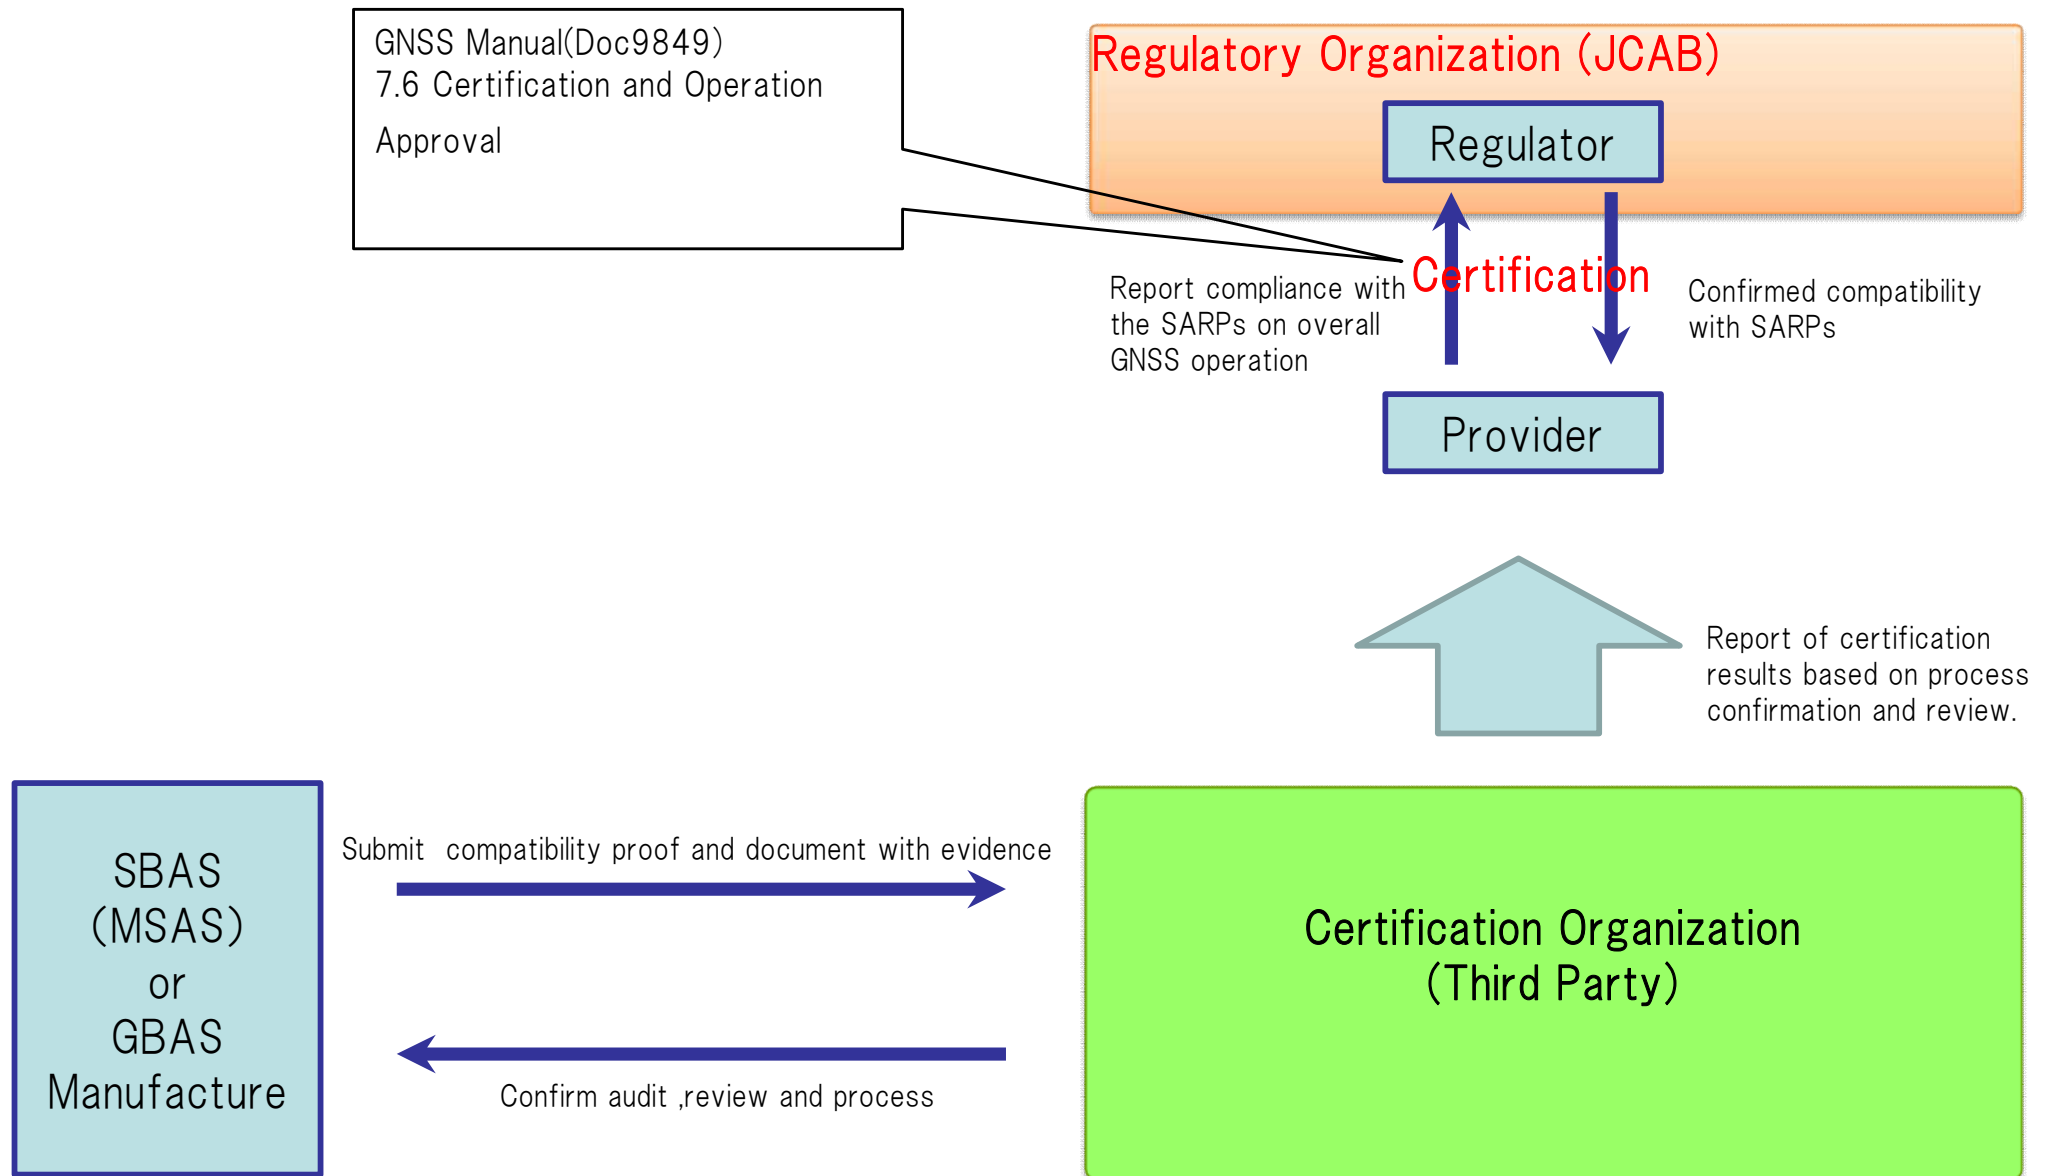 GNSS Manual(Doc9849)
7.6 Certification and Operation
Approval
Regulatory Organization (JCAB)
Regulator
Certification
Report compliance with
the SARPs on overall
GNSS operation
Confirmed compatibility
with SARPs
Provider
Report of certification
results based on process
confirmation and review.
SBAS
(MSAS)
or
GBAS
Manufacture
Submit  compatibility proof and document with evidence
Confirm audit ,review and process
Certification Organization
(Third Party)